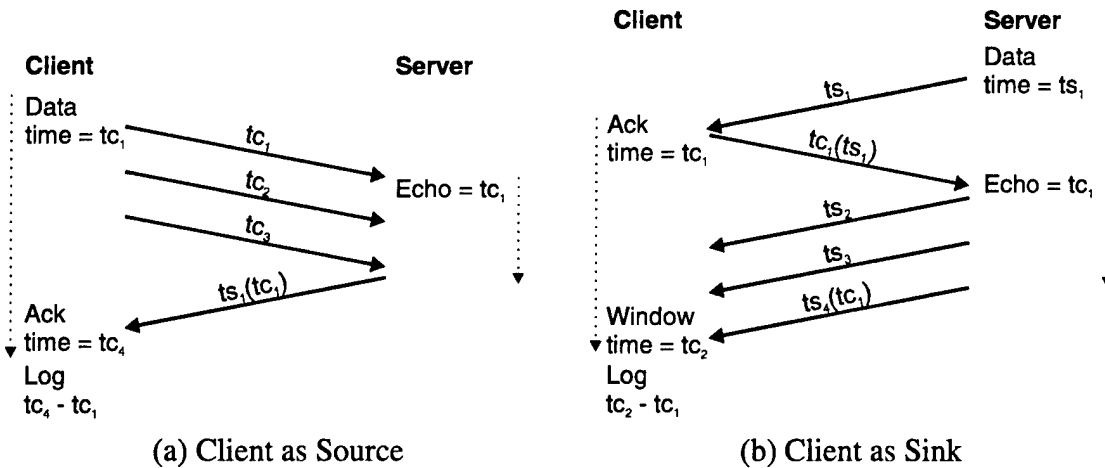 Client
Server
Data
time = tc₁
tc₁
tc₂
tc₃
Echo = tc₁
ts₁(tc₁)
Ack
time = tc₄
Log
tc₄ - tc₁
(a) Client as Source
Client
Server
Data
time = ts₁
ts₁
Ack
time = tc₁
tc₁(ts₁)
Echo = tc₁
ts₂
ts₃
ts₄(tc₁)
Window
time = tc₂
Log
tc₂ - tc₁
(b) Client as Sink